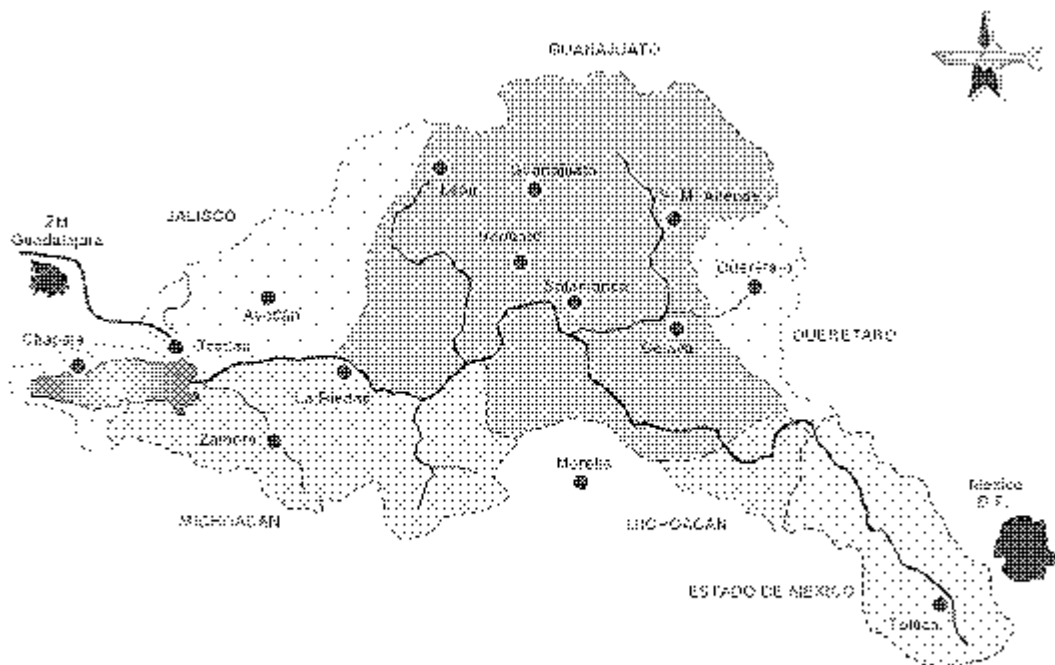 GUANAJUATO
León
Guanajuato
S. M. Allende
JALISCO
ZM
Guadalajara
Irapuato
Querétaro
Ayotlán
Salamanca
QUERETARO
Chapala
Ocotlan
Celaya
La Piedad
Zamora
Morelia
Mexico
D.F.
MICHOACAN
MICHOACAN
ESTADO DE MEXICO
Toluca